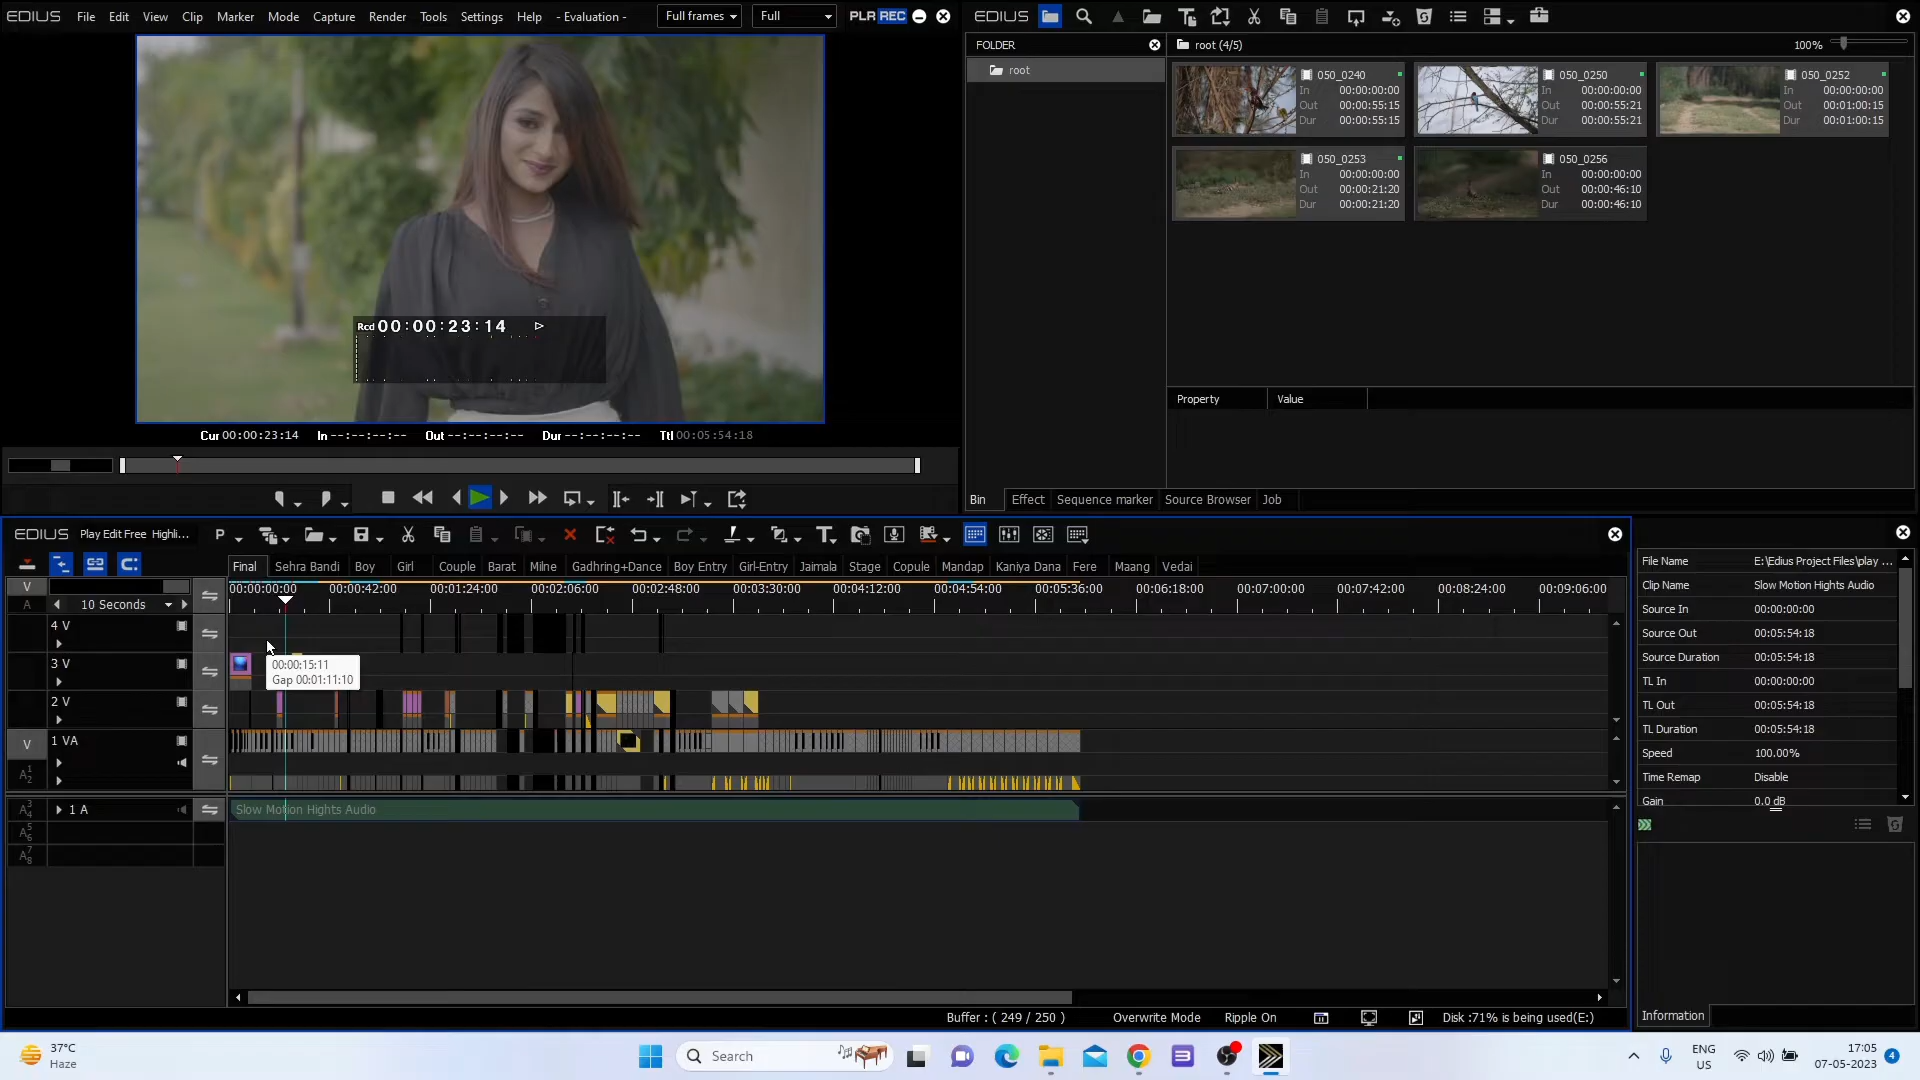 EDIUS File Edit View Clip Marker Mode Capture Render Tools Settings Help - Evaluation - Full frames Full PLR REC
Rcd 00:00:23:14
Cur 00:00:23:14 In --:--:--:-- Out --:--:--:-- Dur --:--:--:-- Ttl 00:05:54:18
EDIUS
FOLDER
root
root (4/5) 100%
050_0240
In 00:00:00:00
Out 00:00:55:15
Dur 00:00:55:15
050_0250
In 00:00:00:00
Out 00:00:55:21
Dur 00:00:55:21
050_0252
In 00:00:00:00
Out 00:01:00:15
Dur 00:01:00:15
050_0253
In 00:00:00:00
Out 00:00:21:20
Dur 00:00:21:20
050_0256
In 00:00:00:00
Out 00:00:46:10
Dur 00:00:46:10
Property Value
Bin Effect Sequence marker Source Browser Job
EDIUS Play Edit Free Highli... P
Final Sehra Bandi Boy Girl Couple Barat Milne Gadhring+Dance Boy Entry Girl-Entry Jaimala Stage Copule Mandap Kaniya Dana Fere Maang Vedai
V
A 10 Seconds
00:00:00:00 00:00:42:00 00:01:24:00 00:02:06:00 00:02:48:00 00:03:30:00 00:04:12:00 00:04:54:00 00:05:36:00 00:06:18:00 00:07:00:00 00:07:42:00 00:08:24:00 00:09:06:00
4 V
3 V
00:00:15:11
Gap 00:01:11:10
2 V
V 1 VA
A1
A2
A3
A4
1 A Slow Motion Hights Audio
A5
A6
A7
A8
Buffer : ( 249 / 250 ) Overwrite Mode Ripple On Disk :71% is being used(E:)
File Name E:\Edius Project Files\play ...
Clip Name Slow Motion Hights Audio
Source In 00:00:00:00
Source Out 00:05:54:18
Source Duration 00:05:54:18
TL In 00:00:00:00
TL Out 00:05:54:18
TL Duration 00:05:54:18
Speed 100.00%
Time Remap Disable
Gain 0.0 dB
Information
37°C
Haze
Search
ENG
US
17:05
07-05-2023
4